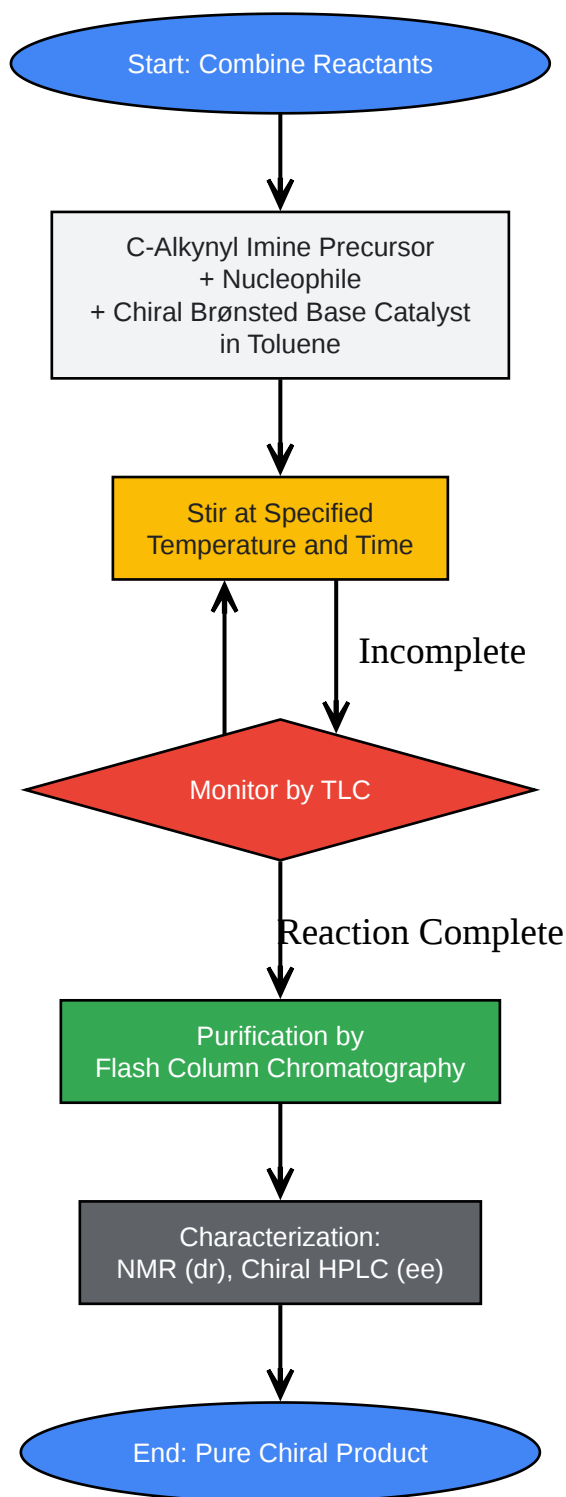 Start: Combine Reactants
C-Alkynyl Imine Precursor
+ Nucleophile
+ Chiral Brønsted Base Catalyst
in Toluene
Stir at Specified
Temperature and Time
Incomplete
Monitor by TLC
Reaction Complete
Purification by
Flash Column Chromatography
Characterization:
NMR (dr), Chiral HPLC (ee)
End: Pure Chiral Product